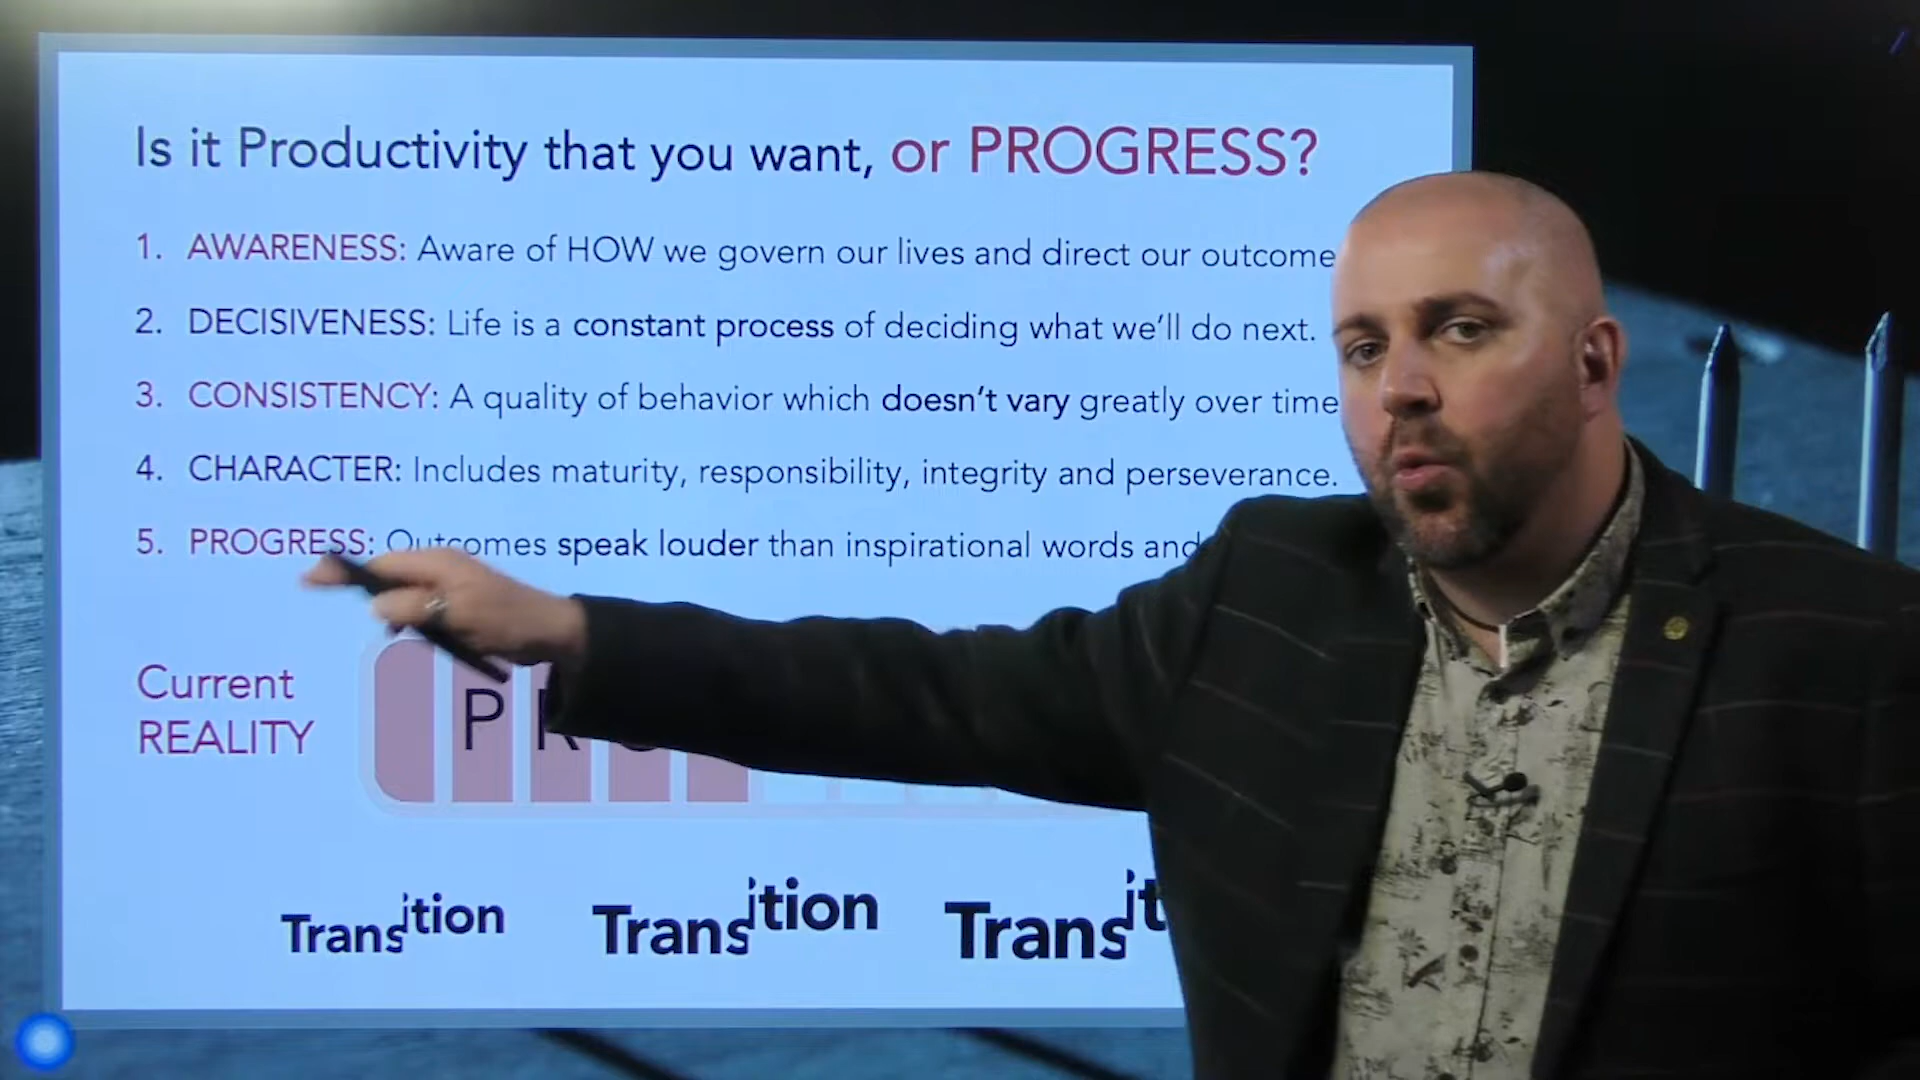 Is it Productivity that you want, or PROGRESS?
1. AWARENESS: Aware of HOW we govern our lives and direct our outcome
2. DECISIVENESS: Life is a constant process of deciding what we'll do next.
3. CONSISTENCY: A quality of behavior which doesn't vary greatly over time
4. CHARACTER: Includes maturity, responsibility, integrity and perseverance.
5. PROGRESS: Outcomes speak louder than inspirational words and
Current
REALITY
P R
Transition Transition Transit